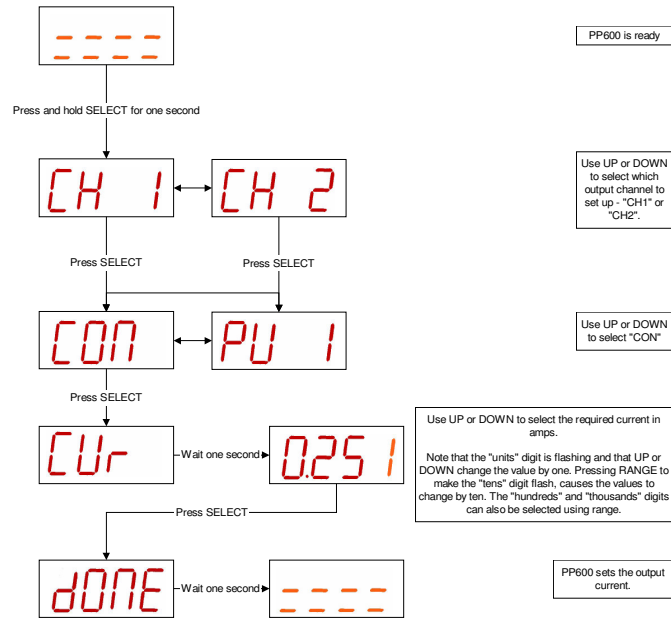 PP600 is ready
Press and hold SELECT for one second
CH 1
CH 2
Use UP or DOWN
to select which
output channel to
set up - "CH1" or
"CH2".
Press SELECT
Press SELECT
CON
PU 1
Use UP or DOWN
to select "CON"
Press SELECT
CUr
Wait one second
0.251
Use UP or DOWN to select the required current in
amps.
Note that the "units" digit is flashing and that UP or
DOWN change the value by one. Pressing RANGE to
make the "tens" digit flash, causes the values to
change by ten. The "hundreds" and "thousands" digits
can also be selected using range.
Press SELECT
dONE
Wait one second
PP600 sets the output
current.